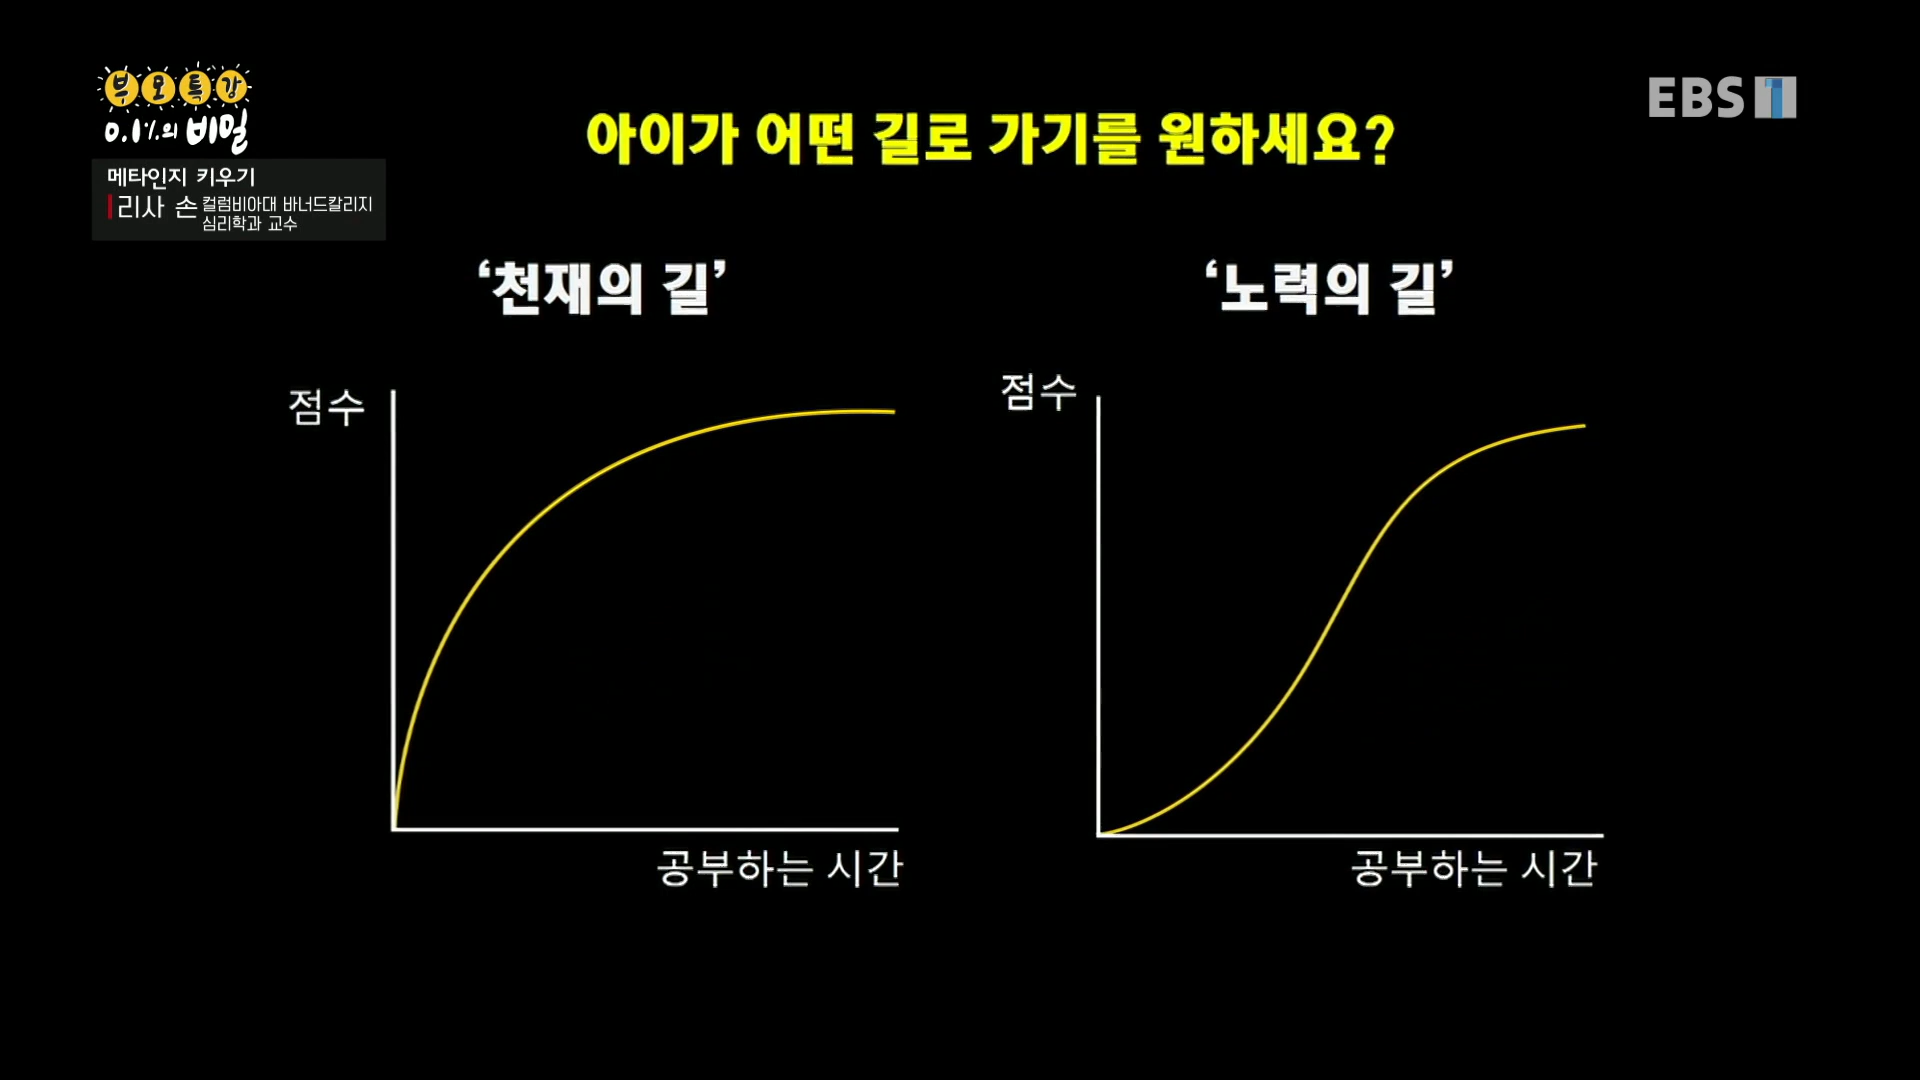 부모특강
0.1%의 비밀
메타인지 키우기
리사 손 컬럼비아대 바너드칼리지
심리학과 교수
EBS 1
아이가 어떤 길로 가기를 원하세요?
‘천재의 길’
‘노력의 길’
점수
공부하는 시간
점수
공부하는 시간